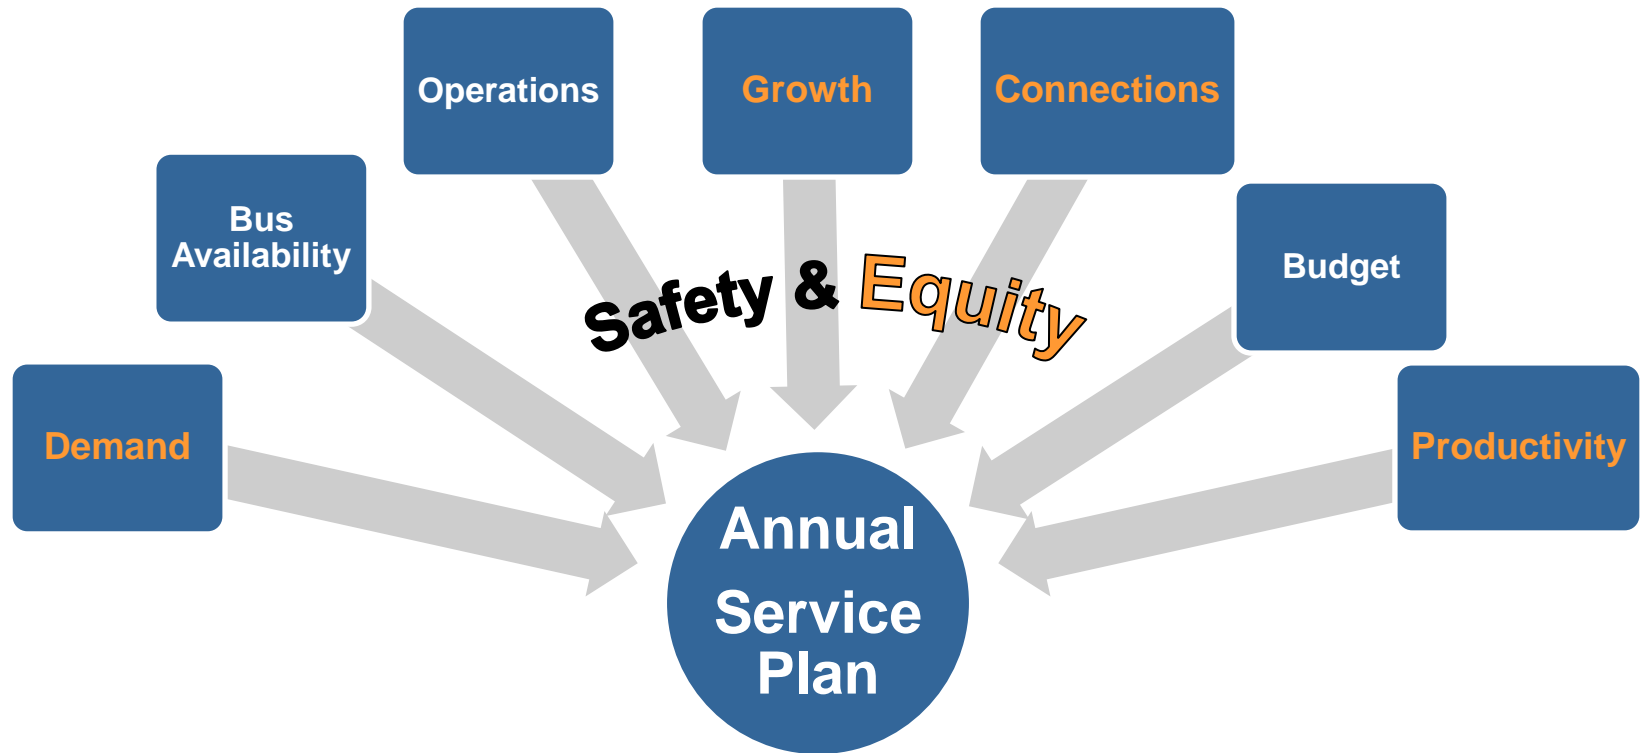 Operations
Growth
Connections
Bus
Availability
Budget
Safety & Equity
Demand
Productivity
Annual
Service
Plan